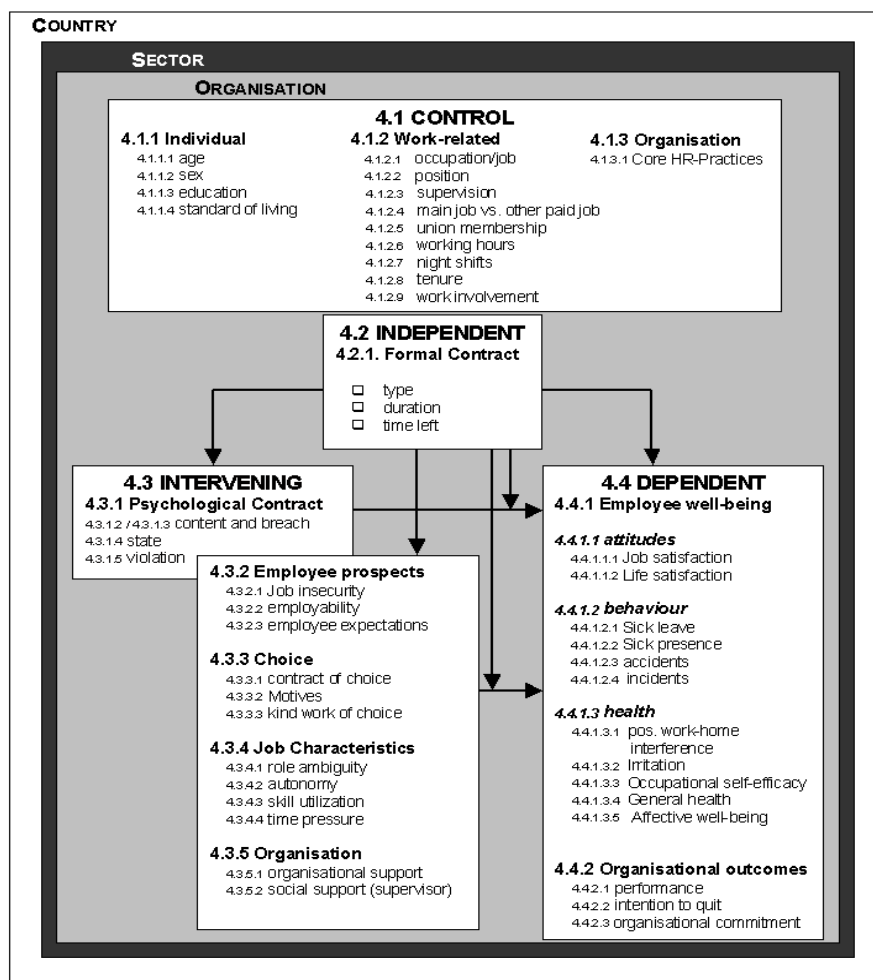 COUNTRY
SECTOR
ORGANISATION
4.1 CONTROL
4.1.1 Individual
4.1.1.1 age
4.1.1.2 sex
4.1.1.3 education
4.1.1.4 standard of living
4.1.2 Work-related
4.1.2.1 occupation/job
4.1.2.2 position
4.1.2.3 supervision
4.1.2.4 main job vs. other paid job
4.1.2.5 union membership
4.1.2.6 working hours
4.1.2.7 night shifts
4.1.2.8 tenure
4.1.2.9 work involvement
4.1.3 Organisation
4.1.3.1 Core HR-Practices
4.2 INDEPENDENT
4.2.1. Formal Contract
type
duration
time left
4.3 INTERVENING
4.3.1 Psychological Contract
4.3.1.2 / 4.3.1.3 content and breach
4.3.1.4 state
4.3.1.5 violation
4.3.2 Employee prospects
4.3.2.1 Job insecurity
4.3.2.2 employability
4.3.2.3 employee expectations
4.3.3 Choice
4.3.3.1 contract of choice
4.3.3.2 Motives
4.3.3.3 kind work of choice
4.3.4 Job Characteristics
4.3.4.1 role ambiguity
4.3.4.2 autonomy
4.3.4.3 skill utilization
4.3.4.4 time pressure
4.3.5 Organisation
4.3.5.1 organisational support
4.3.5.2 social support (supervisor)
4.4 DEPENDENT
4.4.1 Employee well-being
4.4.1.1 attitudes
4.4.1.1.1 Job satisfaction
4.4.1.1.2 Life satisfaction
4.4.1.2 behaviour
4.4.1.2.1 Sick leave
4.4.1.2.2 Sick presence
4.4.1.2.3 accidents
4.4.1.2.4 incidents
4.4.1.3 health
4.4.1.3.1 pos. work-home
interference
4.4.1.3.2 Irritation
4.4.1.3.3 Occupational self-efficacy
4.4.1.3.4 General health
4.4.1.3.5 Affective well-being
4.4.2 Organisational outcomes
4.4.2.1 performance
4.4.2.2 intention to quit
4.4.2.3 organisational commitment